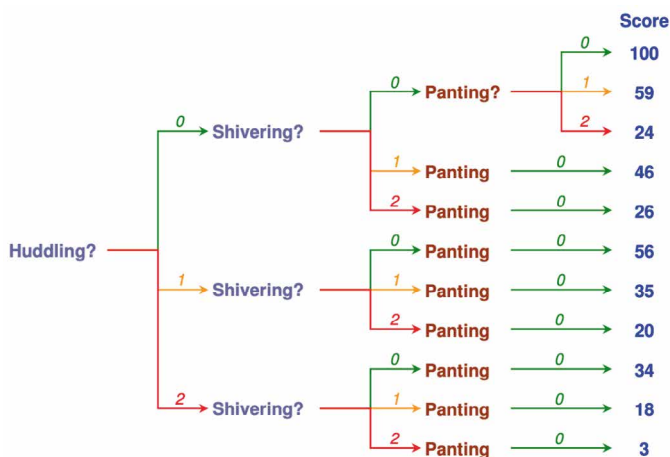 Score
0
100
0
Panting?
1
59
0
Shivering?
2
24
1
Panting
0
46
2
Panting
0
26
Huddling?
0
Panting
0
56
1
Shivering?
1
Panting
0
35
2
Panting
0
20
0
Panting
0
34
2
Shivering?
1
Panting
0
18
2
Panting
0
3